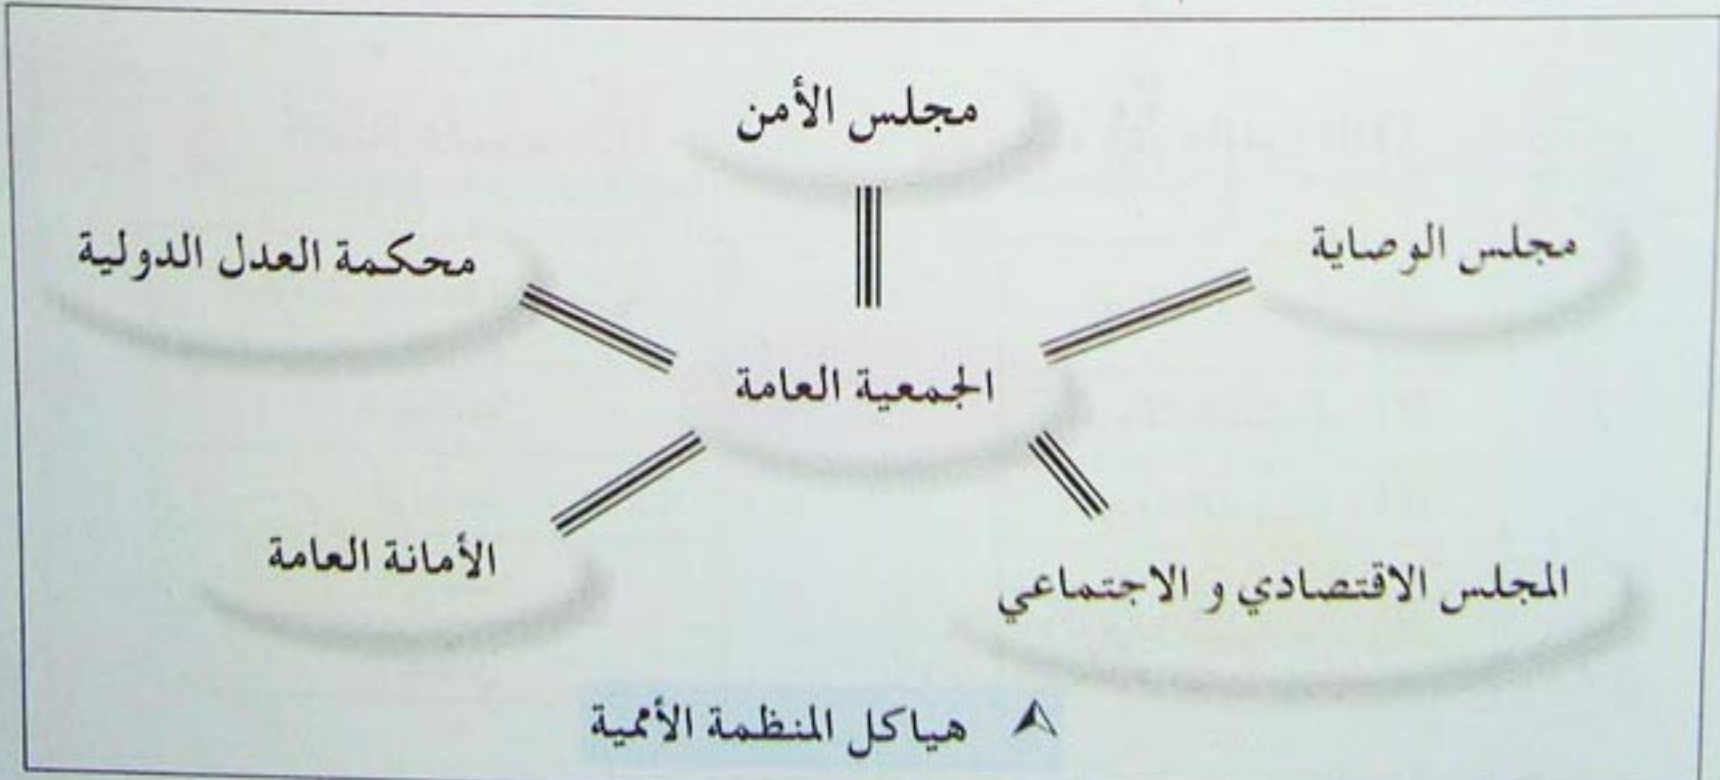 مجلس الأمن
مجلس الوصاية
محكمة العدل الدولية
الجمعية العامة
المجلس الاقتصادي و الاجتماعي
الأمانة العامة
هياكل المنظمة الأممية